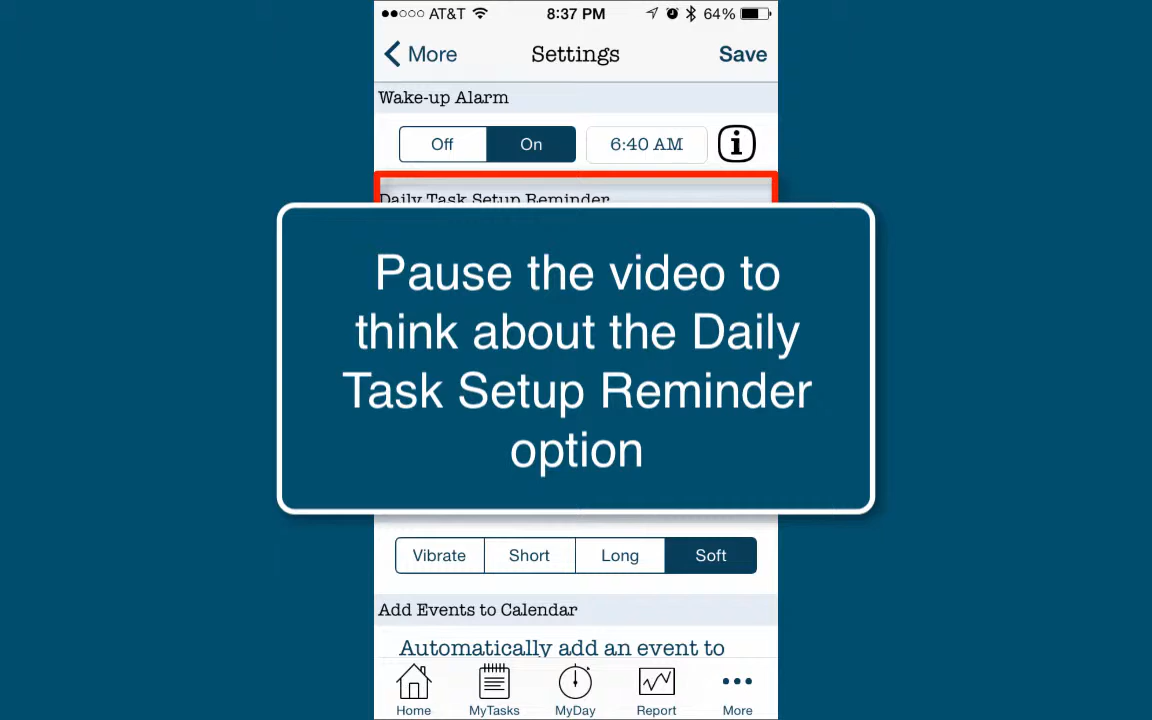 AT&T 8:37 PM 64%
More Settings Save
Wake-up Alarm
Off On 6:40 AM
Daily Task Setup Reminder
Pause the video to
think about the Daily
Task Setup Reminder
option
Vibrate Short Long Soft
Add Events to Calendar
Automatically add an event to
Home MyTasks MyDay Report More